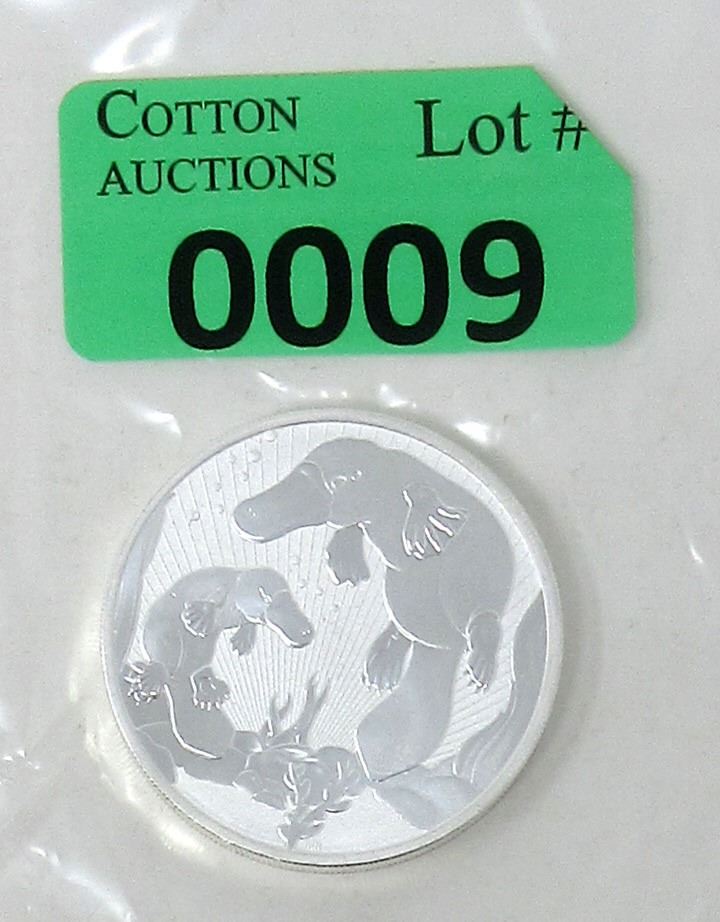 COTTON
AUCTIONS
Lot #
0009